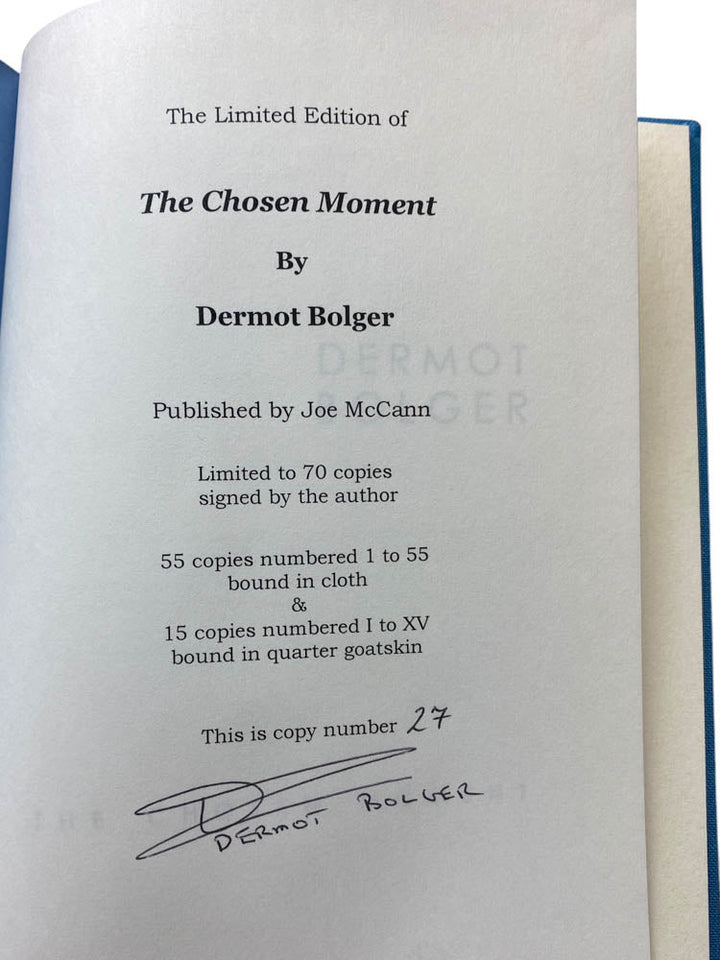 The Limited Edition of
The Chosen Moment
By
Dermot Bolger
DERMOT
BOLGER
Published by Joe McCann
Limited to 70 copies
signed by the author
55 copies numbered 1 to 55
bound in cloth
&
15 copies numbered I to XV
bound in quarter goatskin
This is copy number 27
DERMOT BOLGER